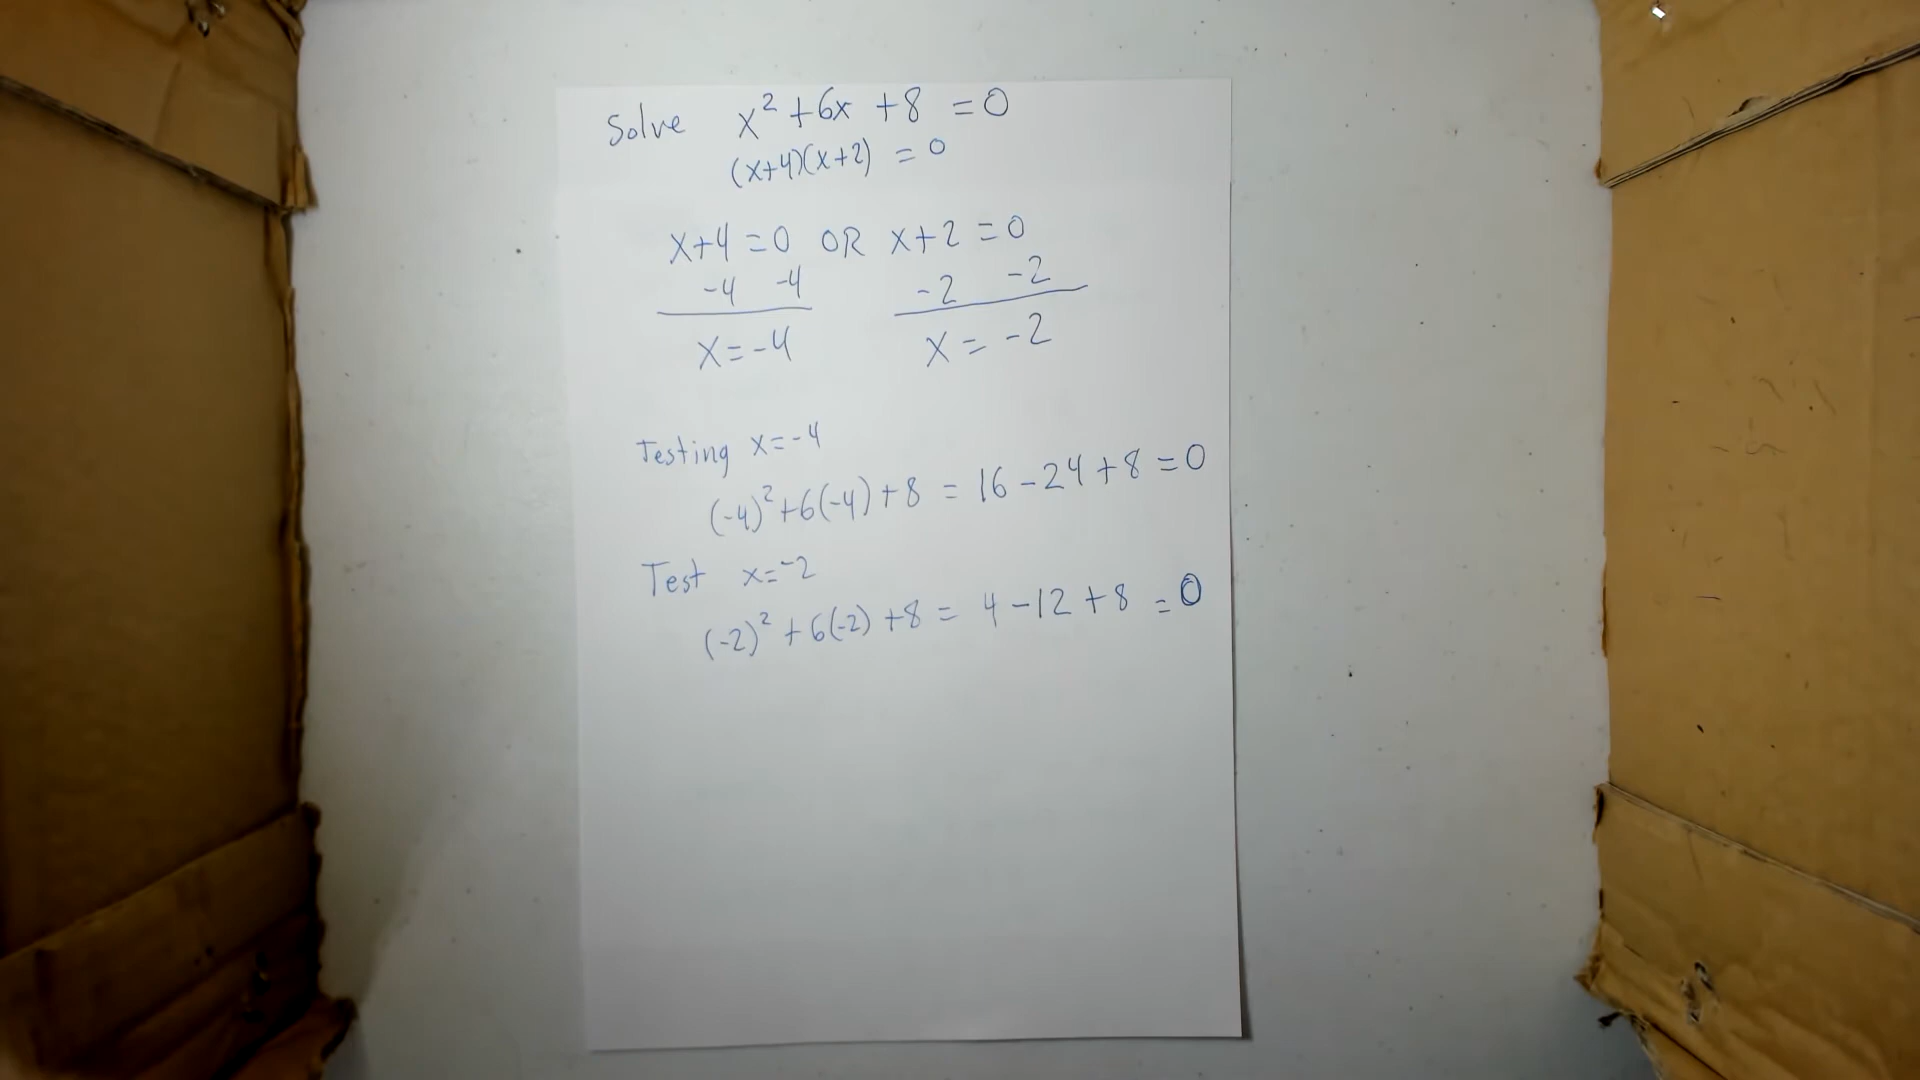 Solve x² + 6x + 8 = 0
(x+4)(x+2) = 0
x+4 = 0 OR x+2 = 0
-4 -4 -2 -2
x = -4 x = -2
Testing x = -4
(-4)² + 6(-4) + 8 = 16 - 24 + 8 = 0
Test x = -2
(-2)² + 6(-2) + 8 = 4 - 12 + 8 = 0